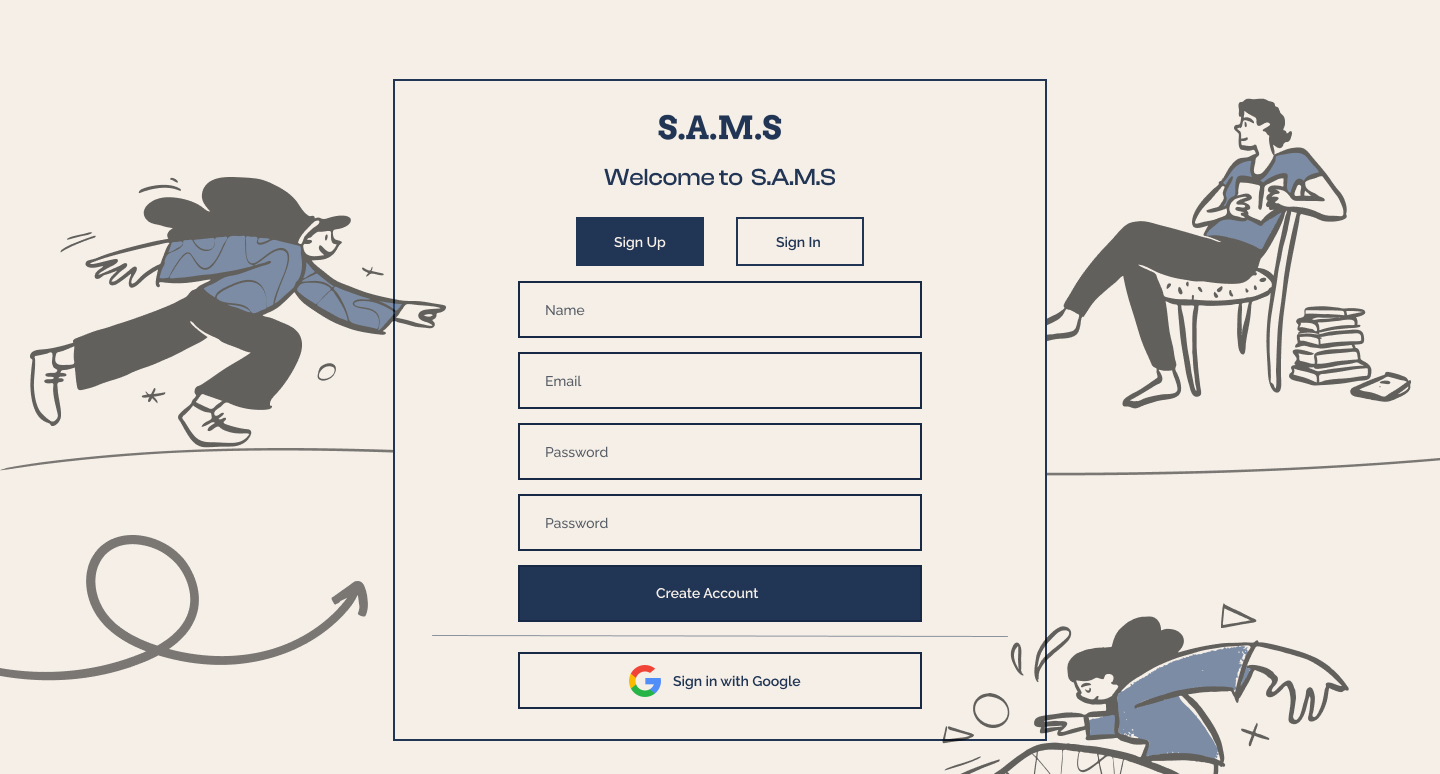 S.A.M.S
Welcome to S.A.M.S
Sign Up Sign In
Name
Email
Password
Password
Create Account
Sign in with Google